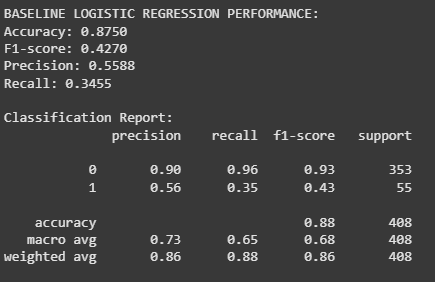 BASELINE LOGISTIC REGRESSION PERFORMANCE:
Accuracy: 0.8750
F1-score: 0.4270
Precision: 0.5588
Recall: 0.3455
Classification Report:
precision recall f1-score support
0 0.90 0.96 0.93 353
1 0.56 0.35 0.43 55
accuracy 0.88 408
macro avg 0.73 0.65 0.68 408
weighted avg 0.86 0.88 0.86 408